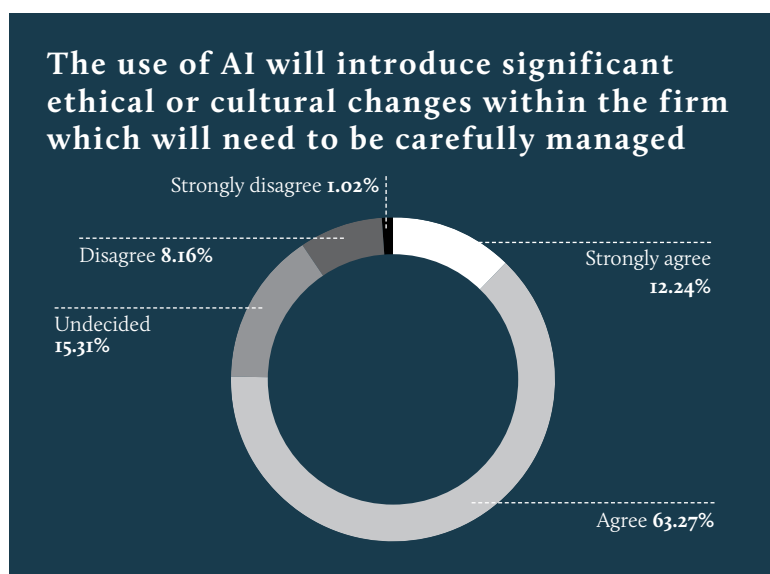 The use of AI will introduce significant
ethical or cultural changes within the firm
which will need to be carefully managed
Strongly disagree 1.02%
Disagree 8.16%
Strongly agree
12.24%
Undecided
15.31%
Agree 63.27%